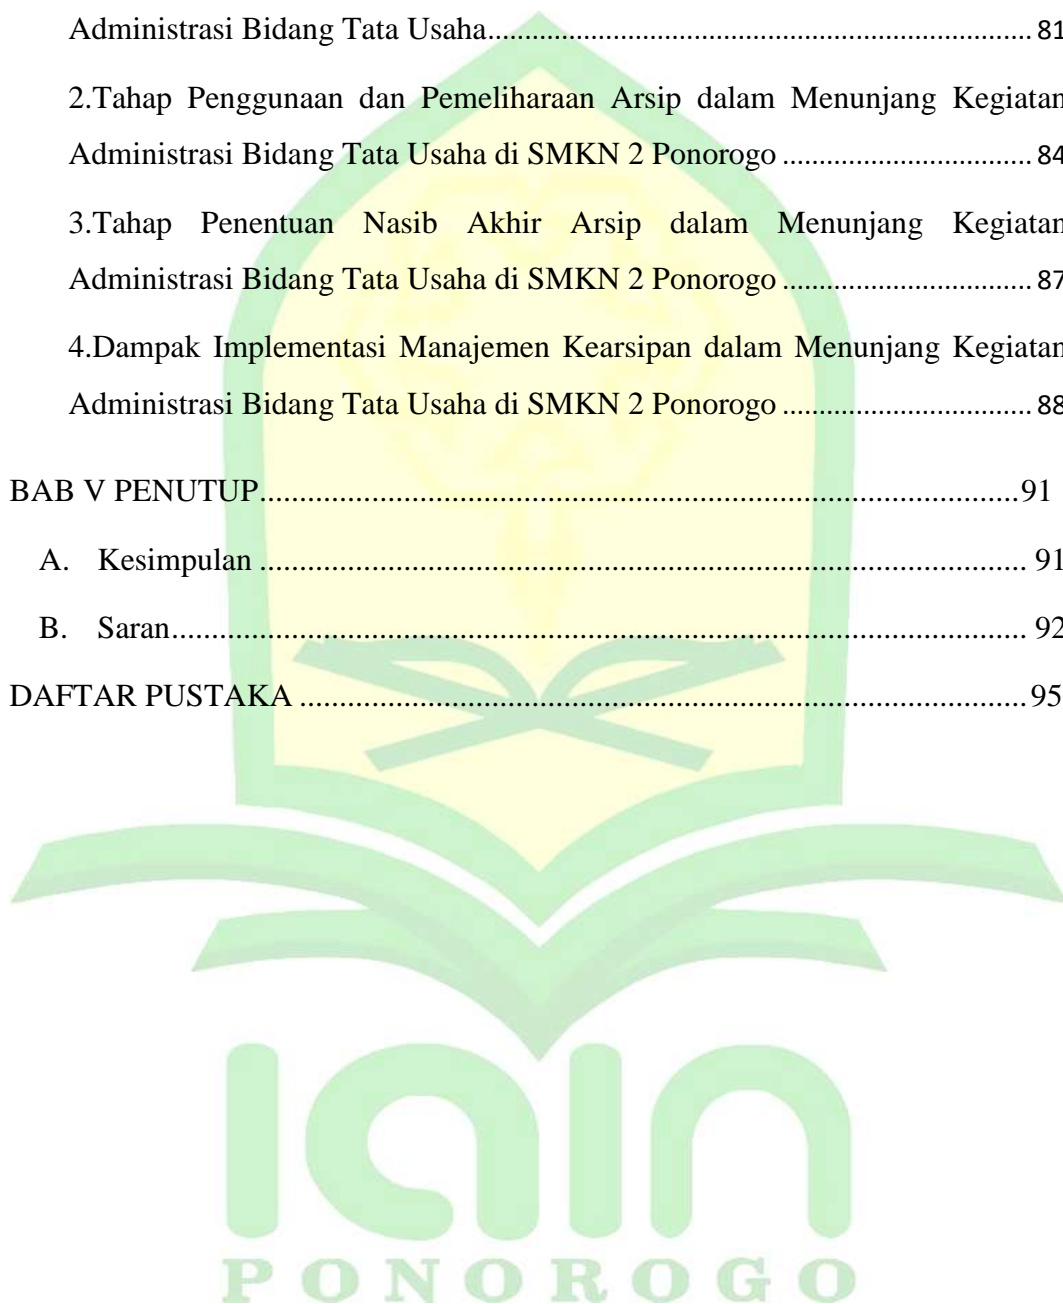 Administrasi Bidang Tata Usaha.................................................................... 81
2.Tahap Penggunaan dan Pemeliharaan Arsip dalam Menunjang Kegiatan
Administrasi Bidang Tata Usaha di SMKN 2 Ponorogo ............................... 84
3.Tahap Penentuan Nasib Akhir Arsip dalam Menunjang Kegiatan
Administrasi Bidang Tata Usaha di SMKN 2 Ponorogo ............................... 87
4.Dampak Implementasi Manajemen Kearsipan dalam Menunjang Kegiatan
Administrasi Bidang Tata Usaha di SMKN 2 Ponorogo ............................... 88
BAB V PENUTUP...............................................................................................91
A. Kesimpulan ................................................................................................ 91
B. Saran........................................................................................................... 92
DAFTAR PUSTAKA ...........................................................................................95
IAIN
PONOROGO